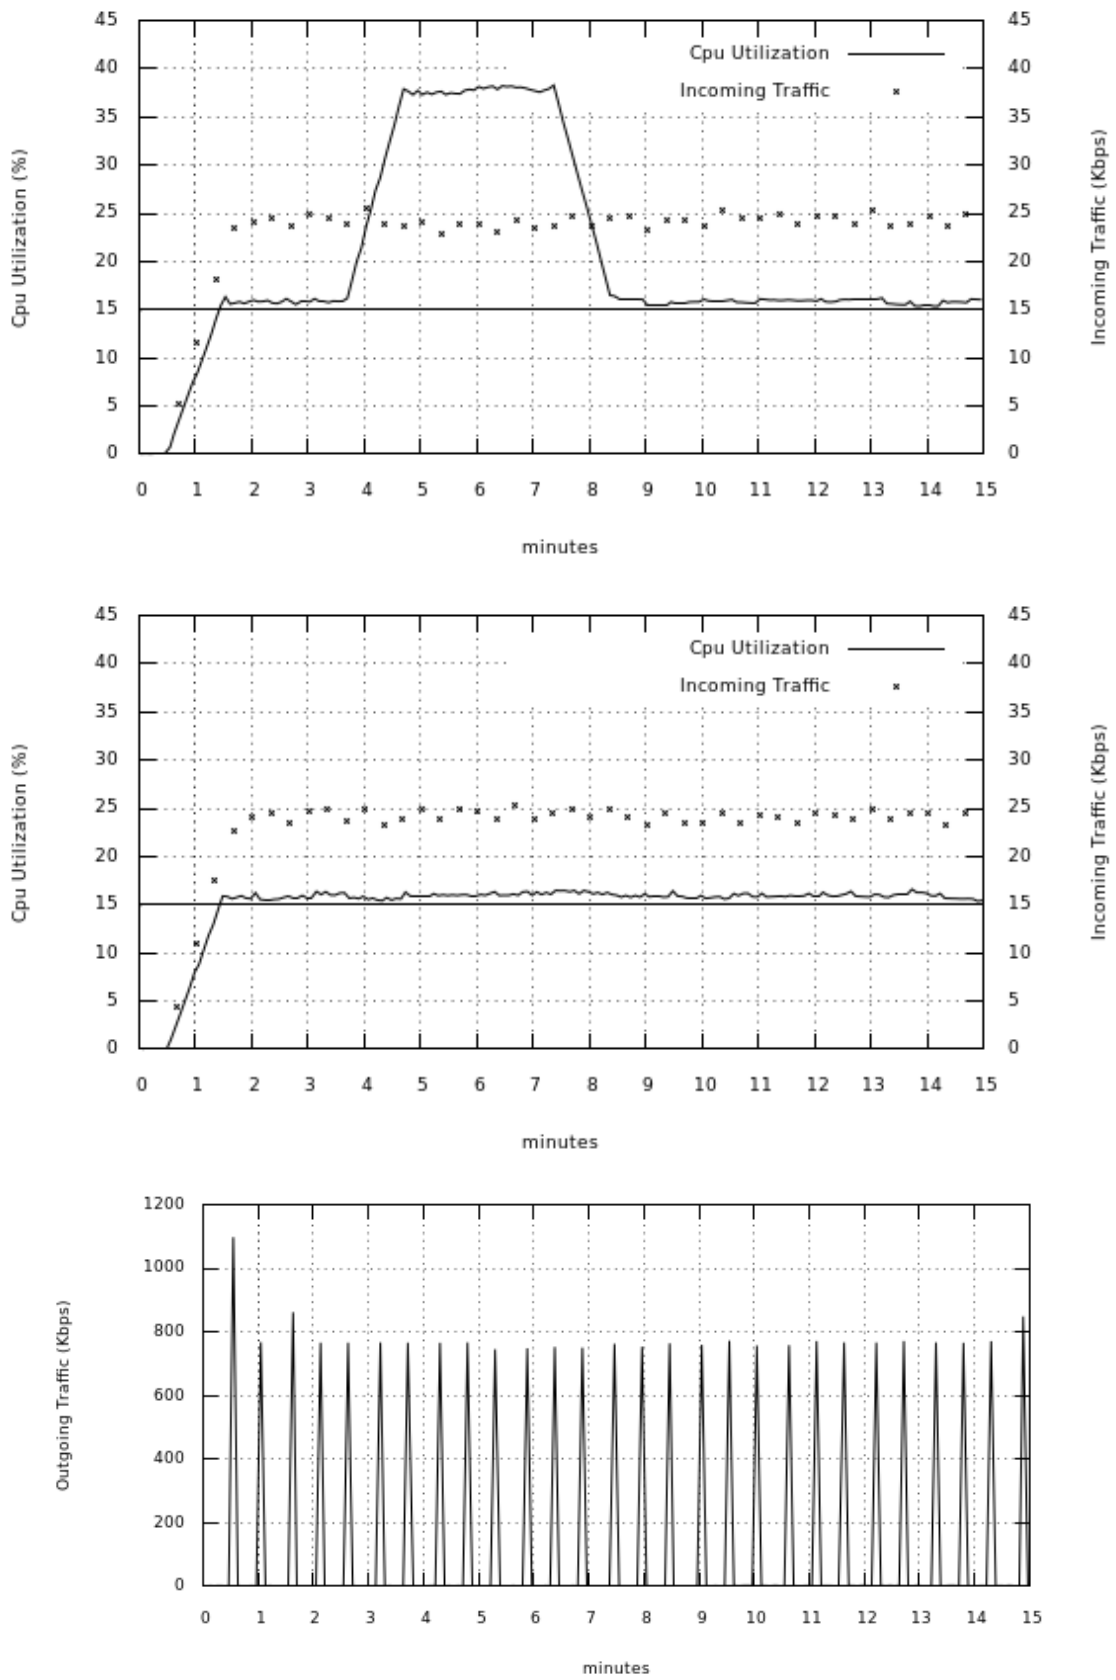 45 45
Cpu Utilization
40 40
Incoming Traffic
35 35
30 30
Cpu Utilization (%)
Incoming Traffic (Kbps)
25 25
20 20
15 15
10 10
5 5
0 0
0 1 2 3 4 5 6 7 8 9 10 11 12 13 14 15
minutes
45 45
Cpu Utilization
40 40
Incoming Traffic
35 35
30 30
Cpu Utilization (%)
Incoming Traffic (Kbps)
25 25
20 20
15 15
10 10
5 5
0 0
0 1 2 3 4 5 6 7 8 9 10 11 12 13 14 15
minutes
1200
1000
800
Outgoing Traffic (Kbps)
600
400
200
0
0 1 2 3 4 5 6 7 8 9 10 11 12 13 14 15
minutes